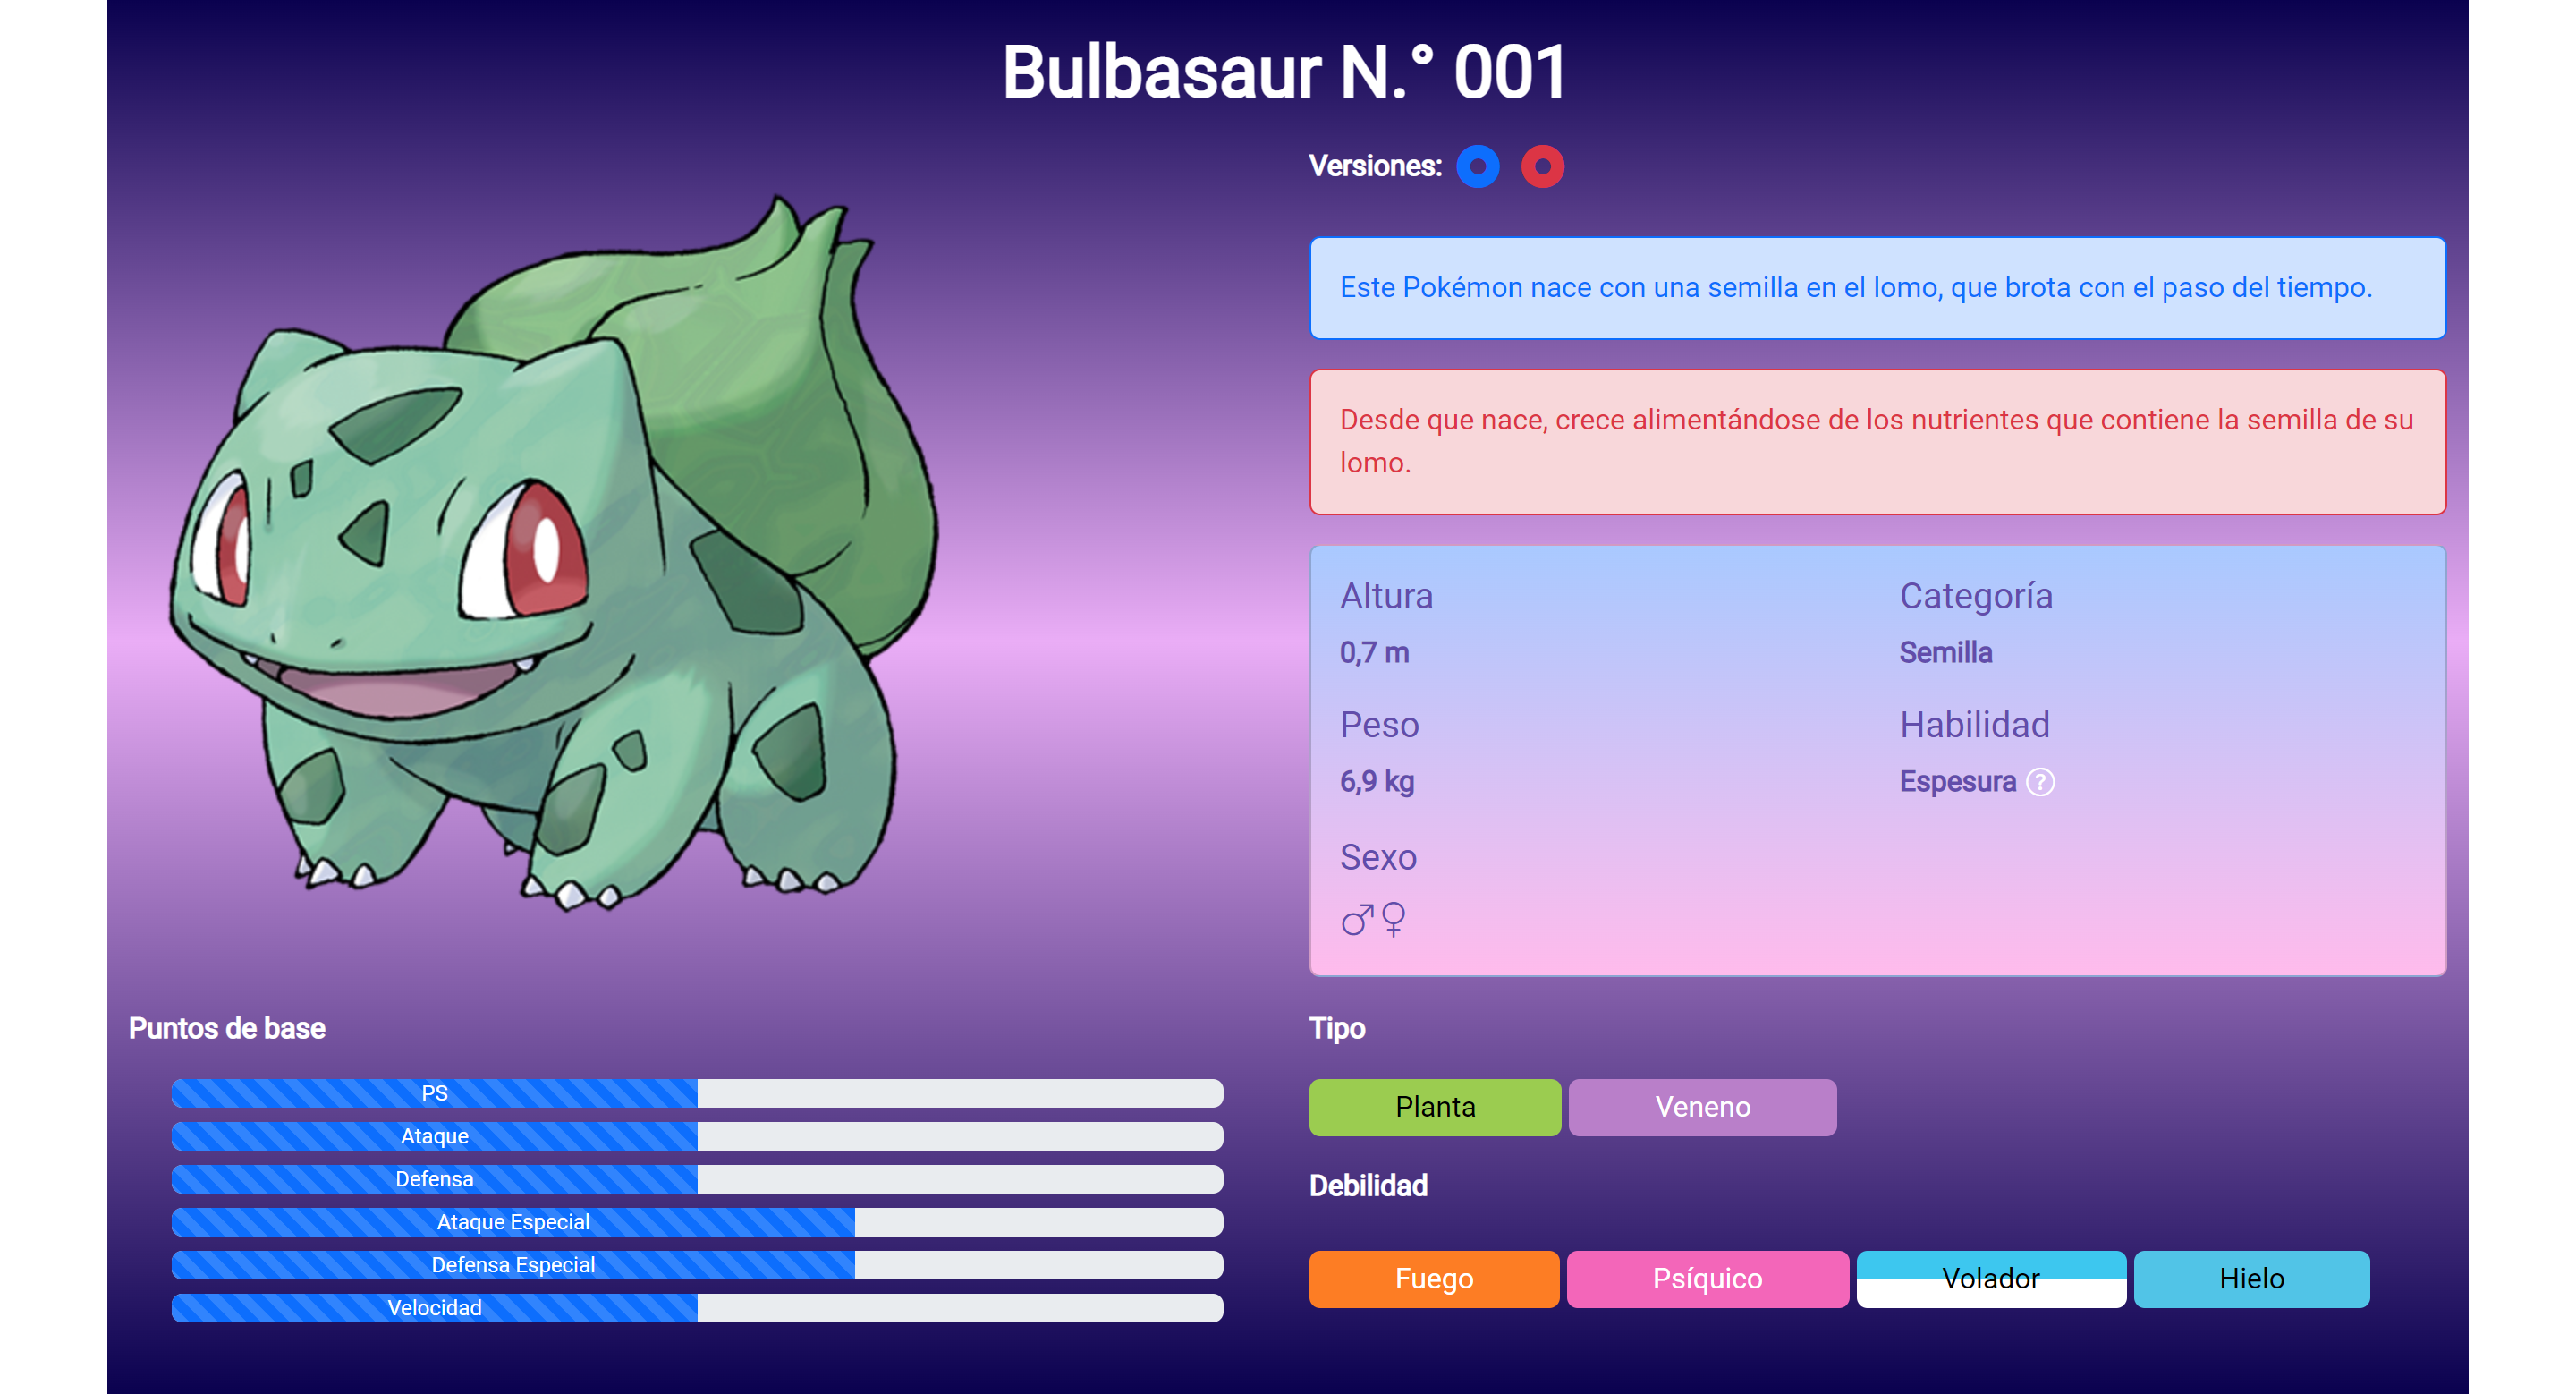 Bulbasaur N.° 001
Versiones:
Este Pokémon nace con una semilla en el lomo, que brota con el paso del tiempo.
Desde que nace, crece alimentándose de los nutrientes que contiene la semilla de su
lomo.
Altura
0,7 m
Categoría
Semilla
Peso
6,9 kg
Habilidad
Espesura ?
Sexo
♂♀
Puntos de base
PS
Ataque
Defensa
Ataque Especial
Defensa Especial
Velocidad
Tipo
Planta Veneno
Debilidad
Fuego Psíquico Volador Hielo